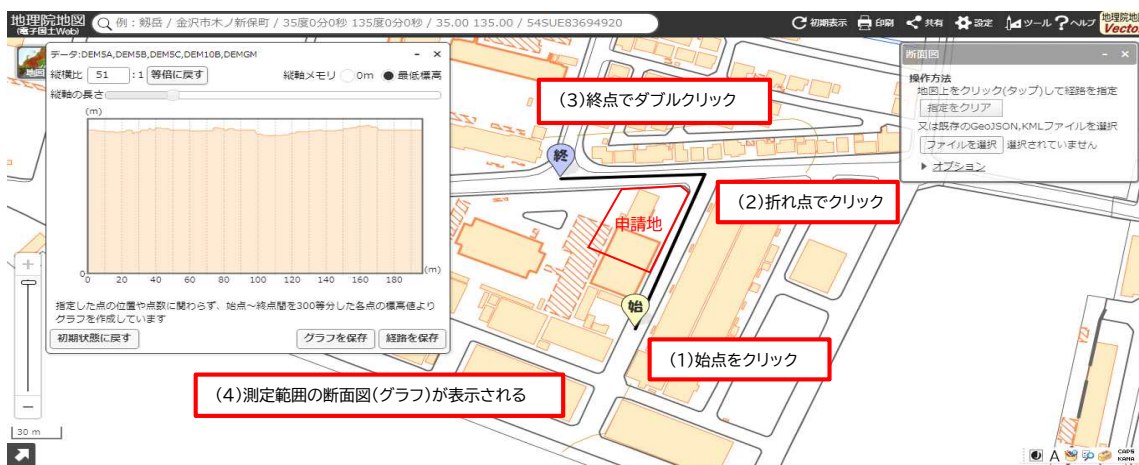 地理院地図
(電子国土Web)
例：剱岳 / 金沢市木ノ新保町 / 35度0分0秒 135度0分0秒 / 35.00 135.00 / 54SUE83694920
初期表示
印刷
共有
設定
ツール
ヘルプ
地理院地
Vecto
地図
データ:DEM5A,DEM5B,DEM5C,DEM10B,DEMGM
縦横比 51 :1 等倍に戻す
縦軸メモリ 0m 最低標高
縦軸の長さ
(m)
0
0 20 40 60 80 100 120 140 160 180
(m)
指定した点の位置や点数に関わらず、始点～終点間を300等分した各点の標高値より
グラフを作成しています
初期状態に戻す グラフを保存 経路を保存
断面図
操作方法
地図上をクリック(タップ)して経路を指定
指定をクリア
又は既存のGeoJSON,KMLファイルを選択
ファイルを選択 選択されていません
オプション
(3)終点でダブルクリック
終
(2)折れ点でクリック
申請地
始
(1)始点をクリック
(4)測定範囲の断面図(グラフ)が表示される
30 m
A
CAPS
KANA